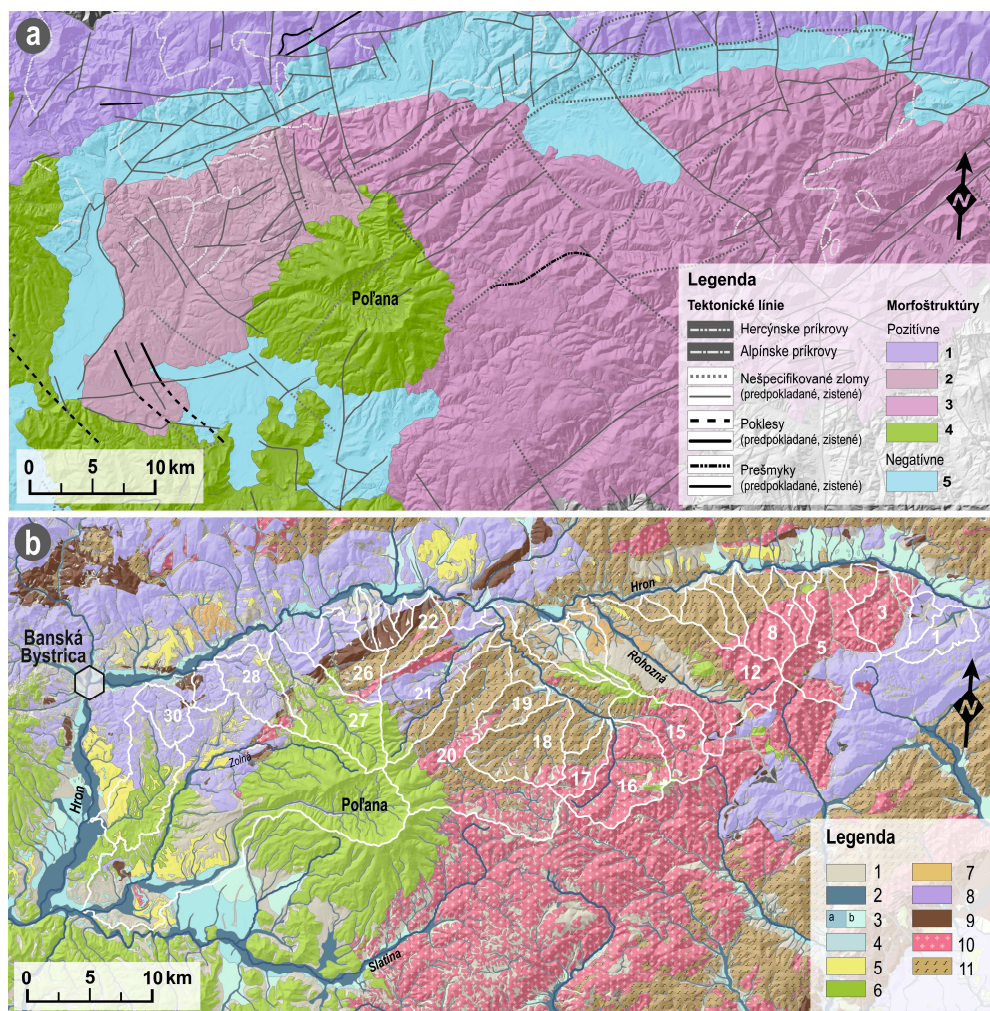 a
Poľana
N
Legenda
Tektonické línie
Hercýnske príkrovy
Alpínske príkrovy
Nešpecifikované zlomy
(predpokladané, zistené)
Poklesy
(predpokladané, zistené)
Prešmyky
(predpokladané, zistené)
Morfoštruktúry
Pozitívne
1
2
3
4
Negatívne
5
0 5 10 km
b
Hron
Banská
Bystrica
22
8
3
5
1
Rohozná
26
12
28
21
30
27
19
15
18
Zolná
20
17
16
Hron
Poľana
N
Slatina
Legenda
1
2
a b 3
4
5
6
7
8
9
10
11
0 5 10 km